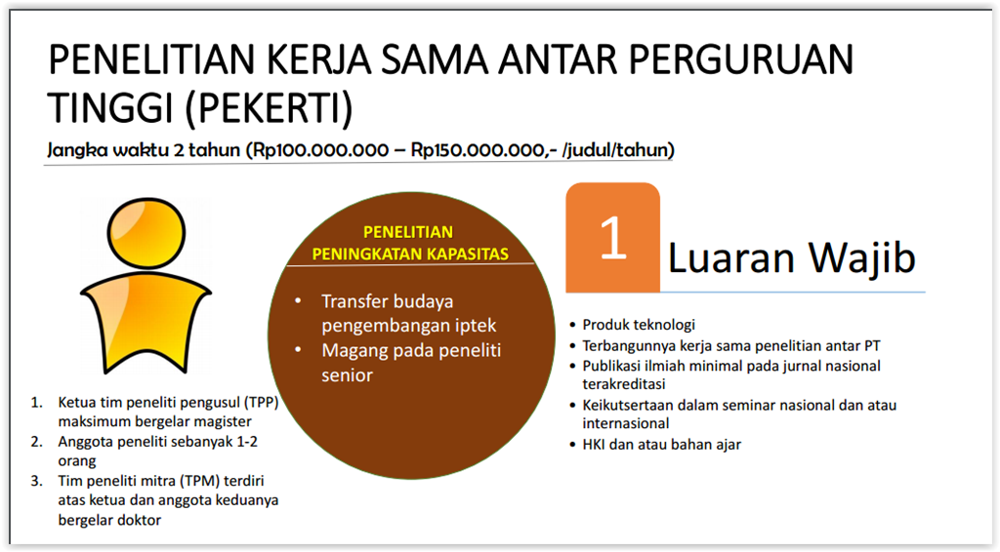 PENELITIAN KERJA SAMA ANTAR PERGURUAN
TINGGI (PEKERTI)
Jangka waktu 2 tahun (Rp100.000.000 – Rp150.000.000,- /judul/tahun)
1. Ketua tim peneliti pengusul (TPP)
maksimum bergelar magister
2. Anggota peneliti sebanyak 1-2
orang
3. Tim peneliti mitra (TPM) terdiri
atas ketua dan anggota keduanya
bergelar doktor
PENELITIAN
PENINGKATAN KAPASITAS
• Transfer budaya
pengembangan iptek
• Magang pada peneliti
senior
1
Luaran Wajib
• Produk teknologi
• Terbangunnya kerja sama penelitian antar PT
• Publikasi ilmiah minimal pada jurnal nasional
terakreditasi
• Keikutsertaan dalam seminar nasional dan atau
internasional
• HKI dan atau bahan ajar